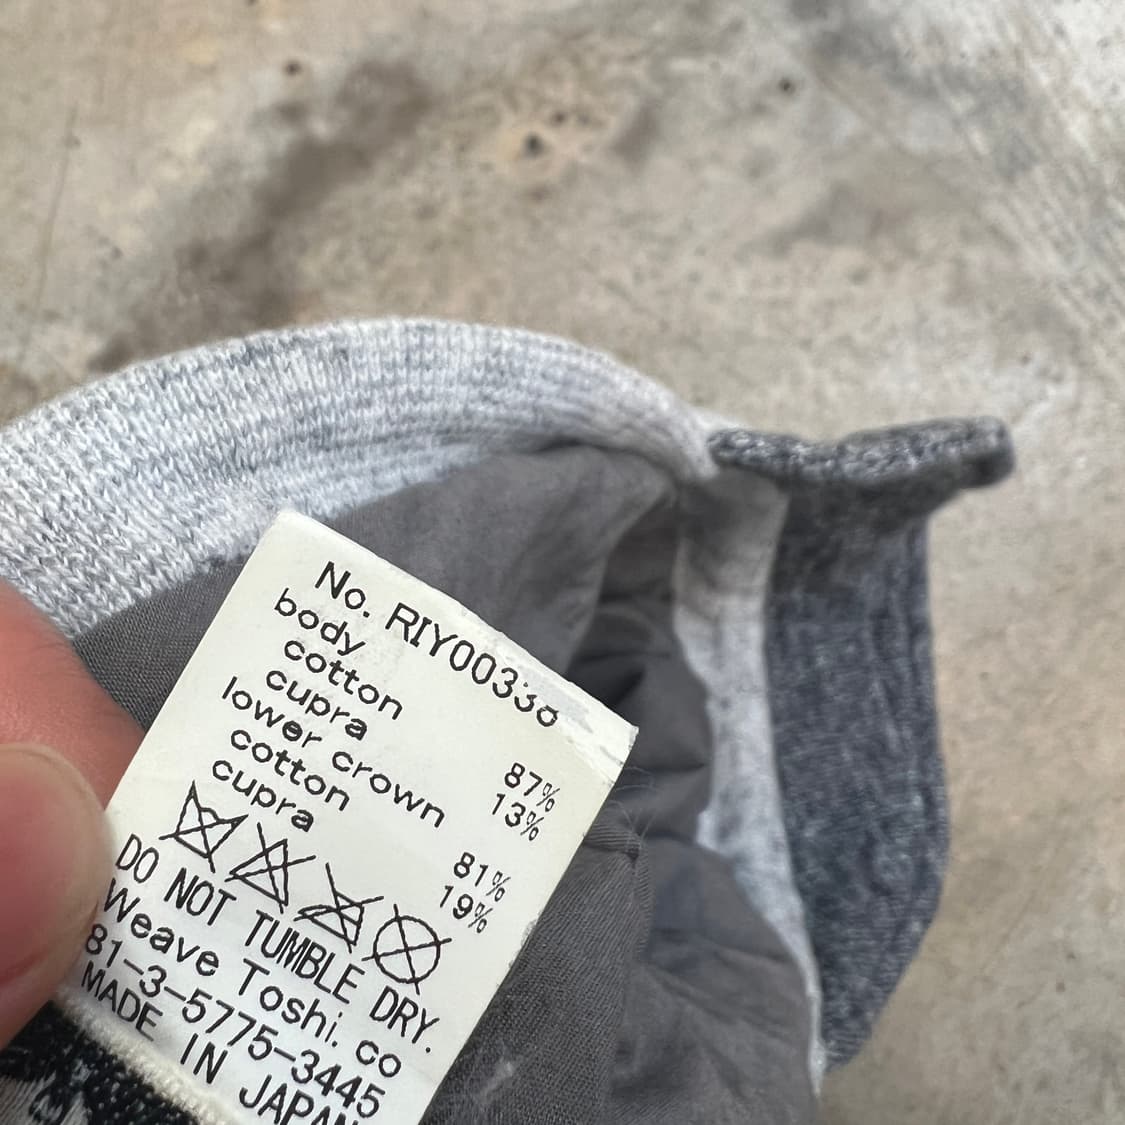 No. RIY00336
body
cotton 87%
cupra 13%
lower crown
cotton 81%
cupra 19%
DO NOT TUMBLE DRY.
Weave Toshi. co
81-3-5775-3445
MADE IN JAPAN